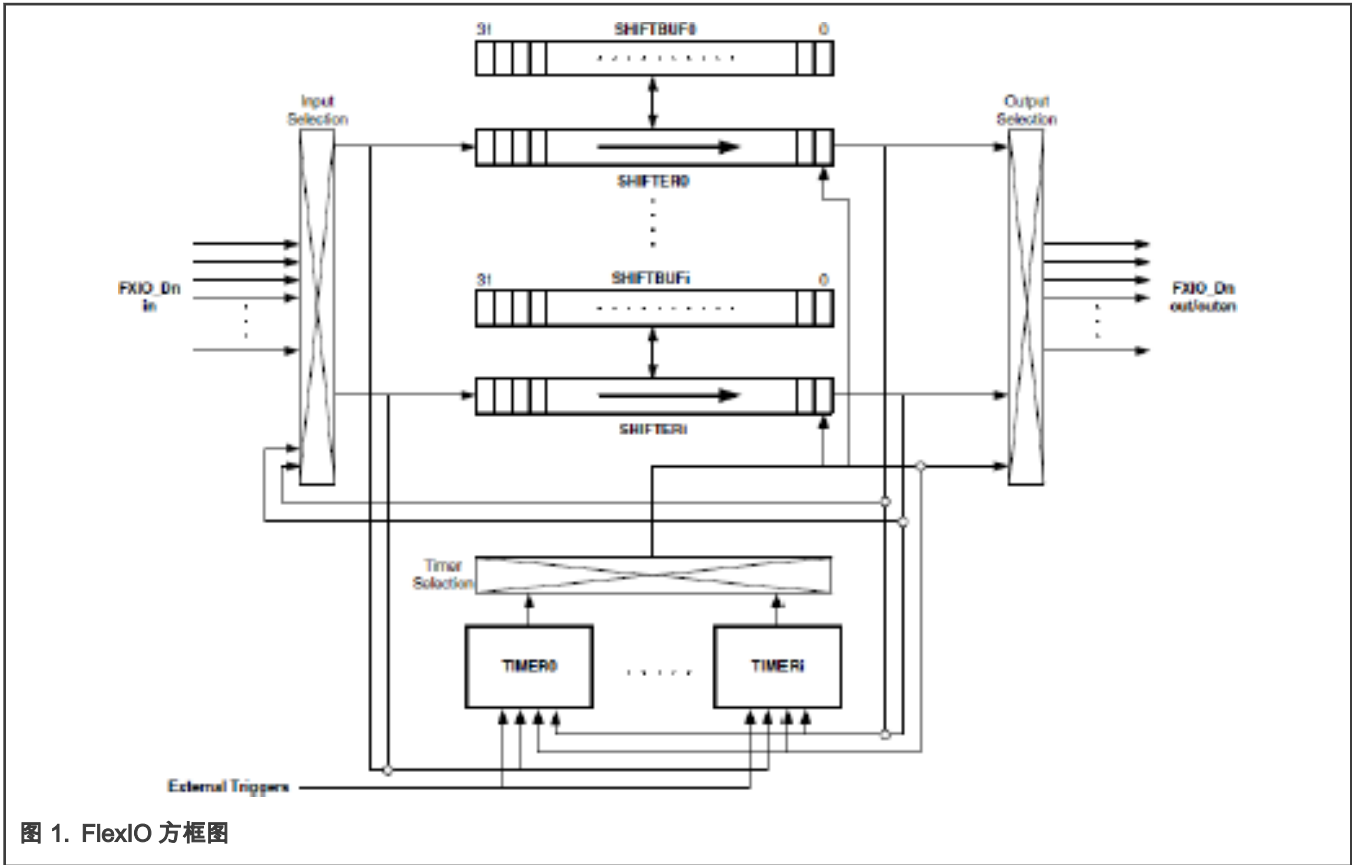 31 SHIFTBUF0 0
Input
Selection
Output
Selection
SHIFTER0
31 SHIFTBUFi 0
FXIO_Dn
in
FXIO_Dn
out/outen
SHIFTERi
Timer
Selection
TIMER0
TIMERi
External Triggers
图 1. FlexIO 方框图